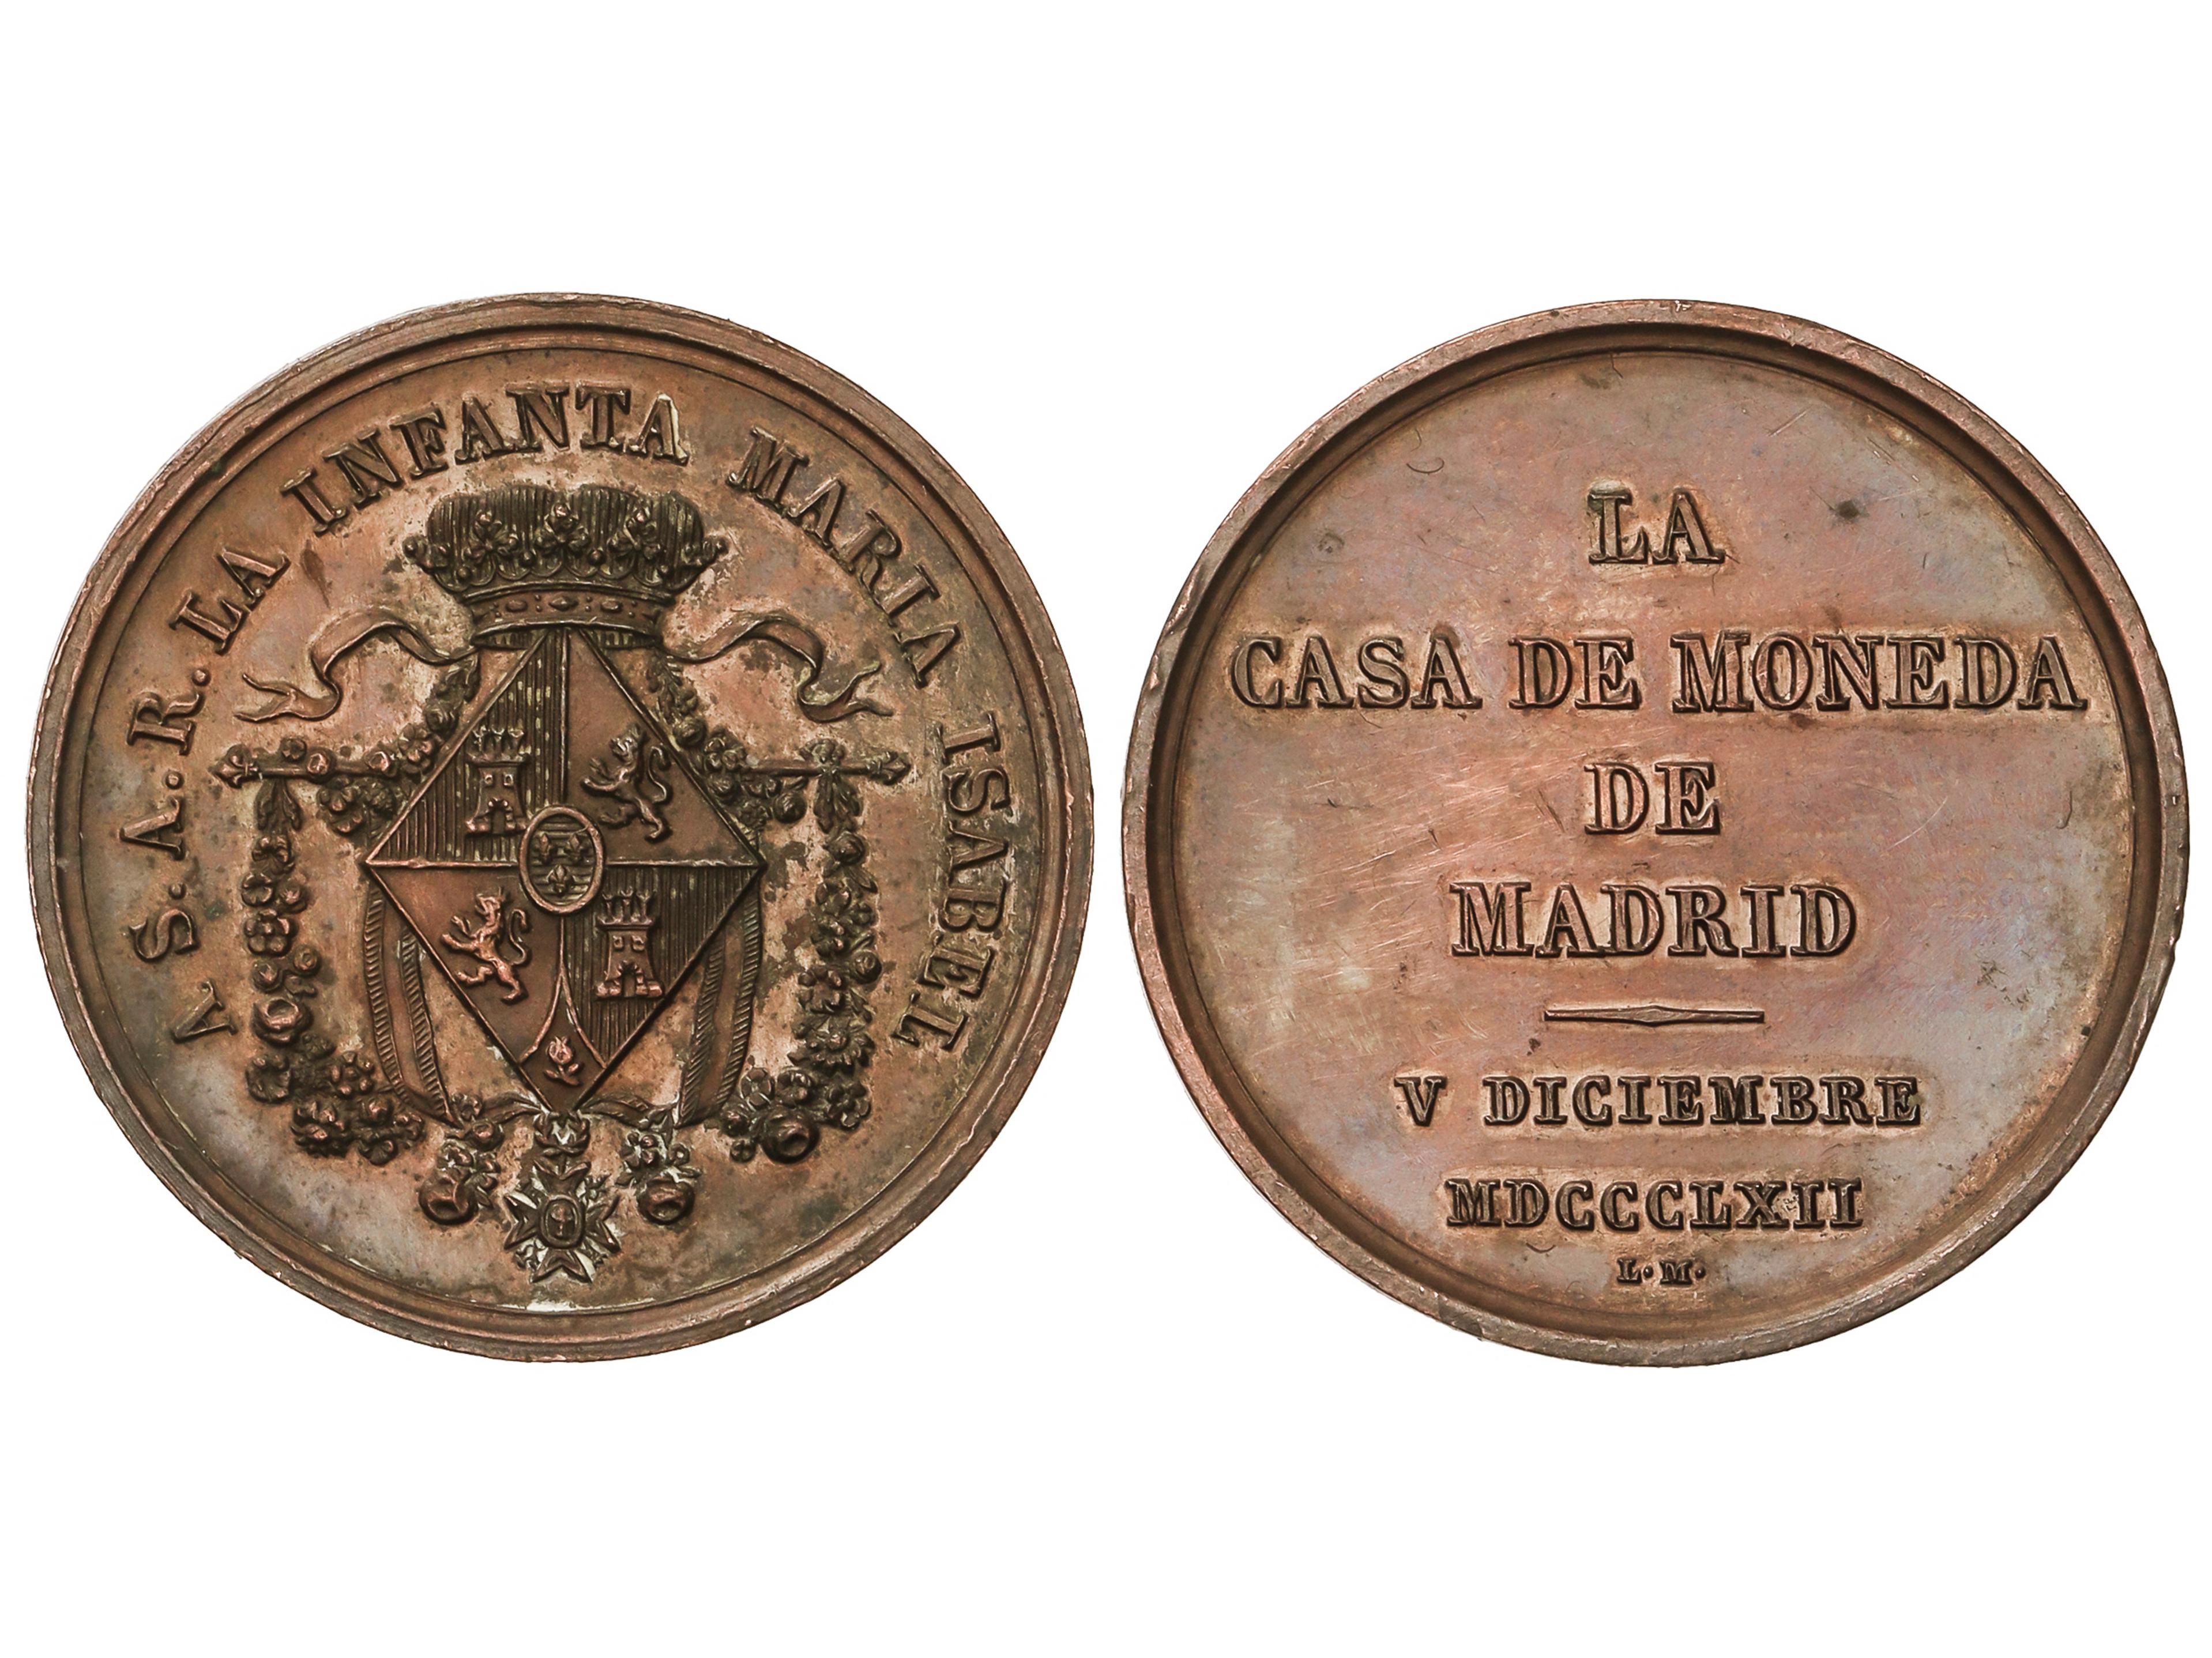 A S.A.R. LA INFANTA MARIA ISABEL
LA
CASA DE MONEDA
DE
MADRID
V DICIEMBRE
MDCCCLXII
L.M.